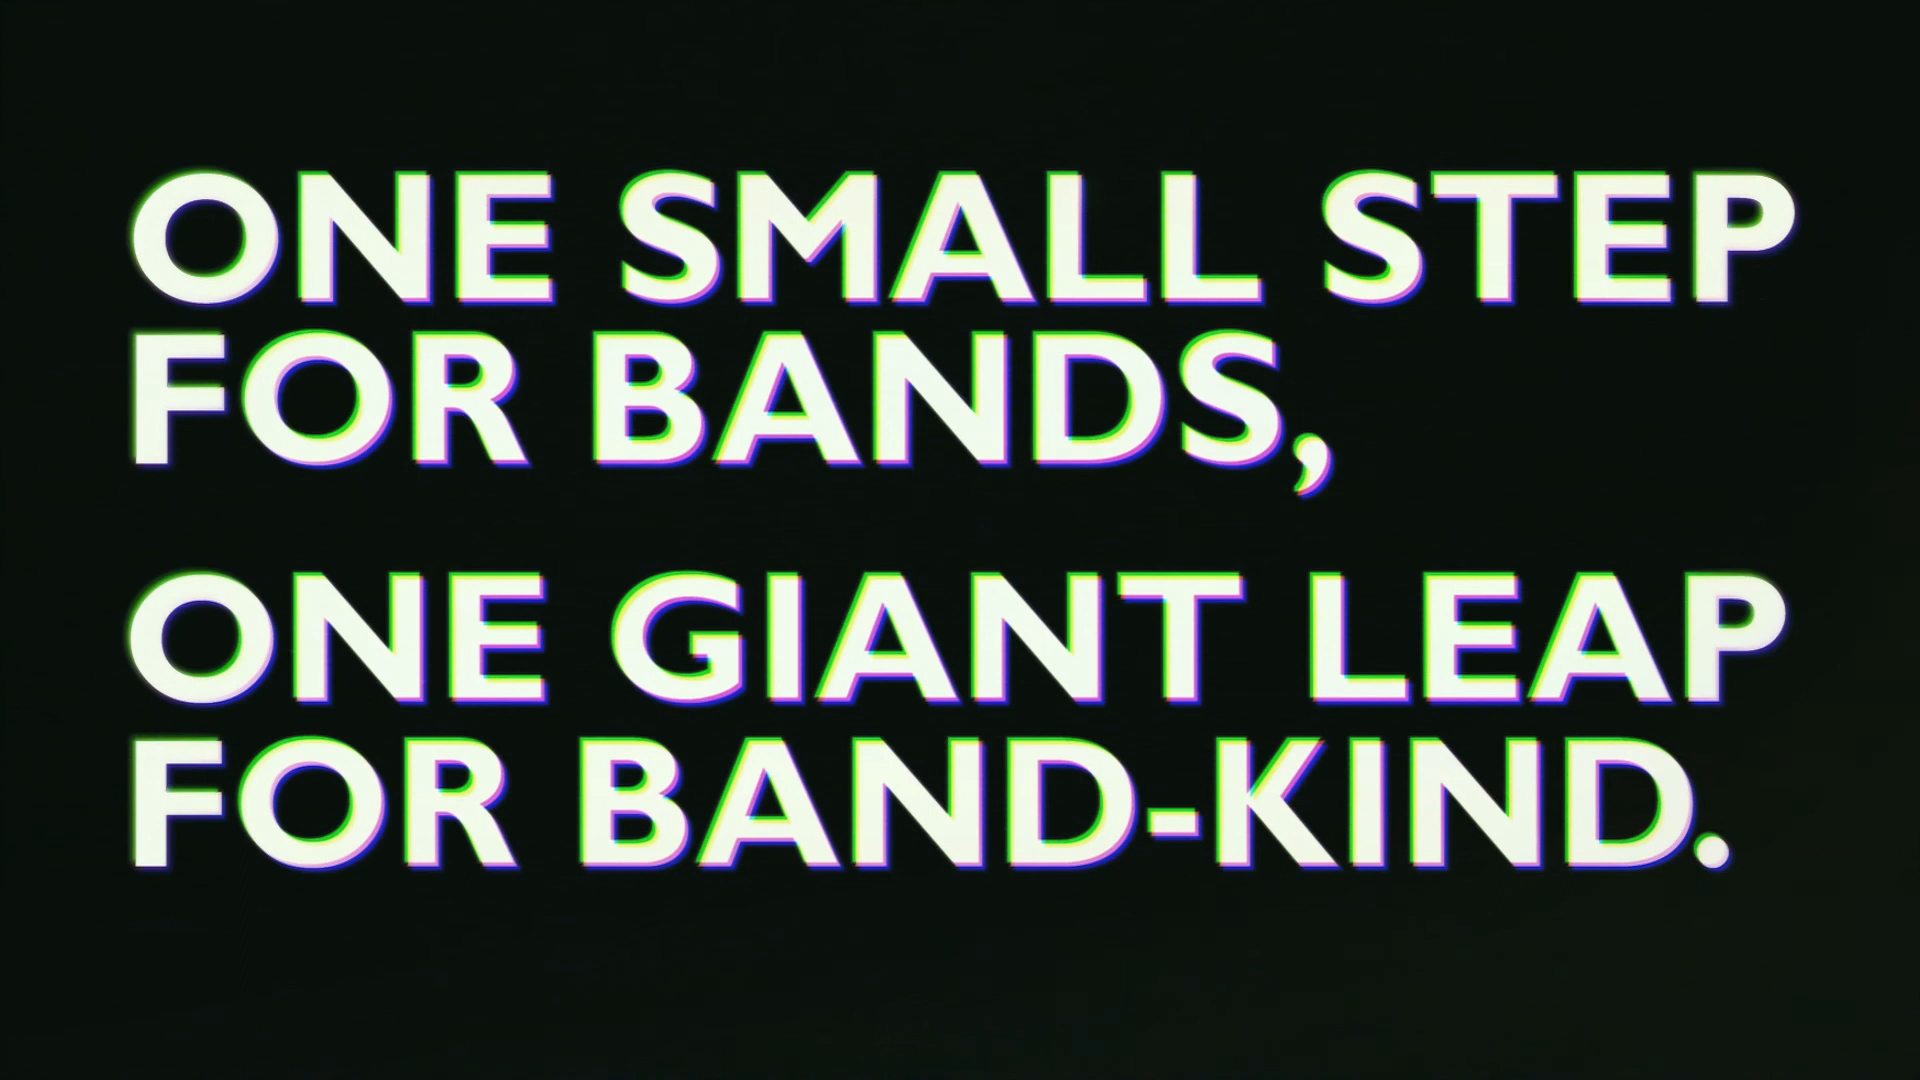 ONE SMALL STEP
FOR BANDS,
ONE GIANT LEAP
FOR BAND-KIND.